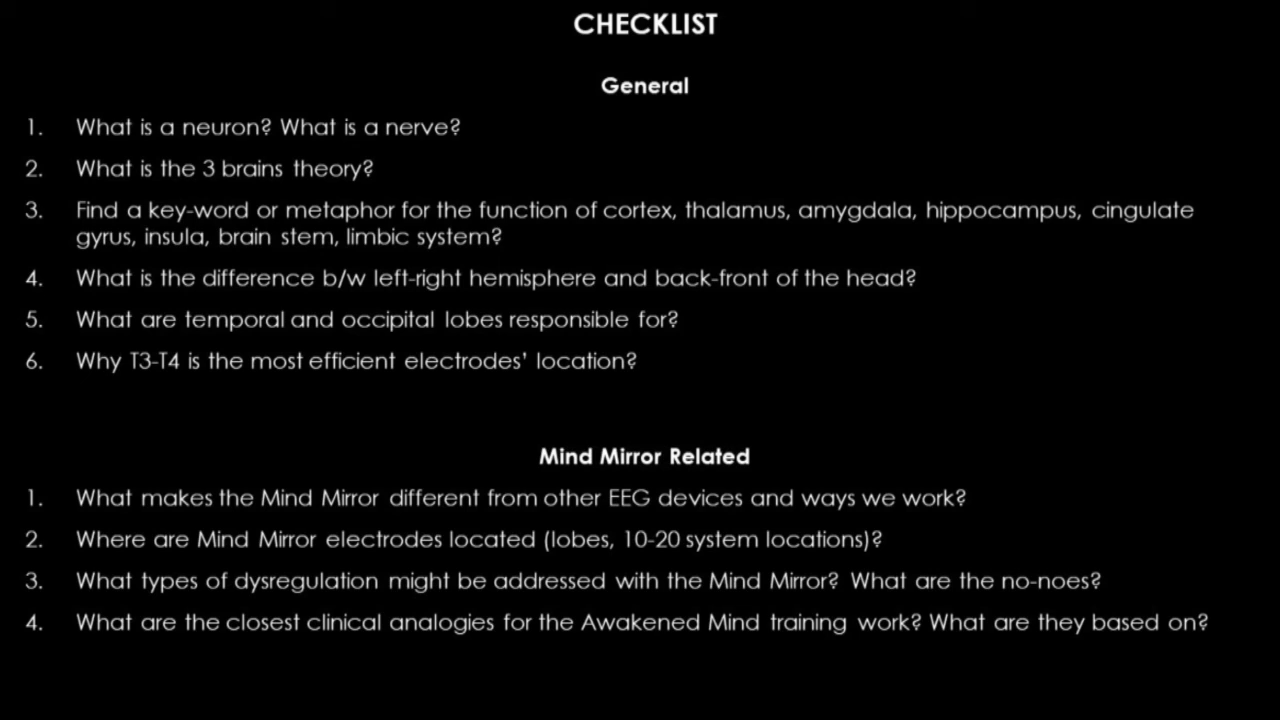 CHECKLIST
General
1. What is a neuron? What is a nerve?
2. What is the 3 brains theory?
3. Find a key-word or metaphor for the function of cortex, thalamus, amygdala, hippocampus, cingulate
gyrus, insula, brain stem, limbic system?
4. What is the difference b/w left-right hemisphere and back-front of the head?
5. What are temporal and occipital lobes responsible for?
6. Why T3-T4 is the most efficient electrodes' location?
Mind Mirror Related
1. What makes the Mind Mirror different from other EEG devices and ways we work?
2. Where are Mind Mirror electrodes located (lobes, 10-20 system locations)?
3. What types of dysregulation might be addressed with the Mind Mirror? What are the no-noes?
4. What are the closest clinical analogies for the Awakened Mind training work? What are they based on?